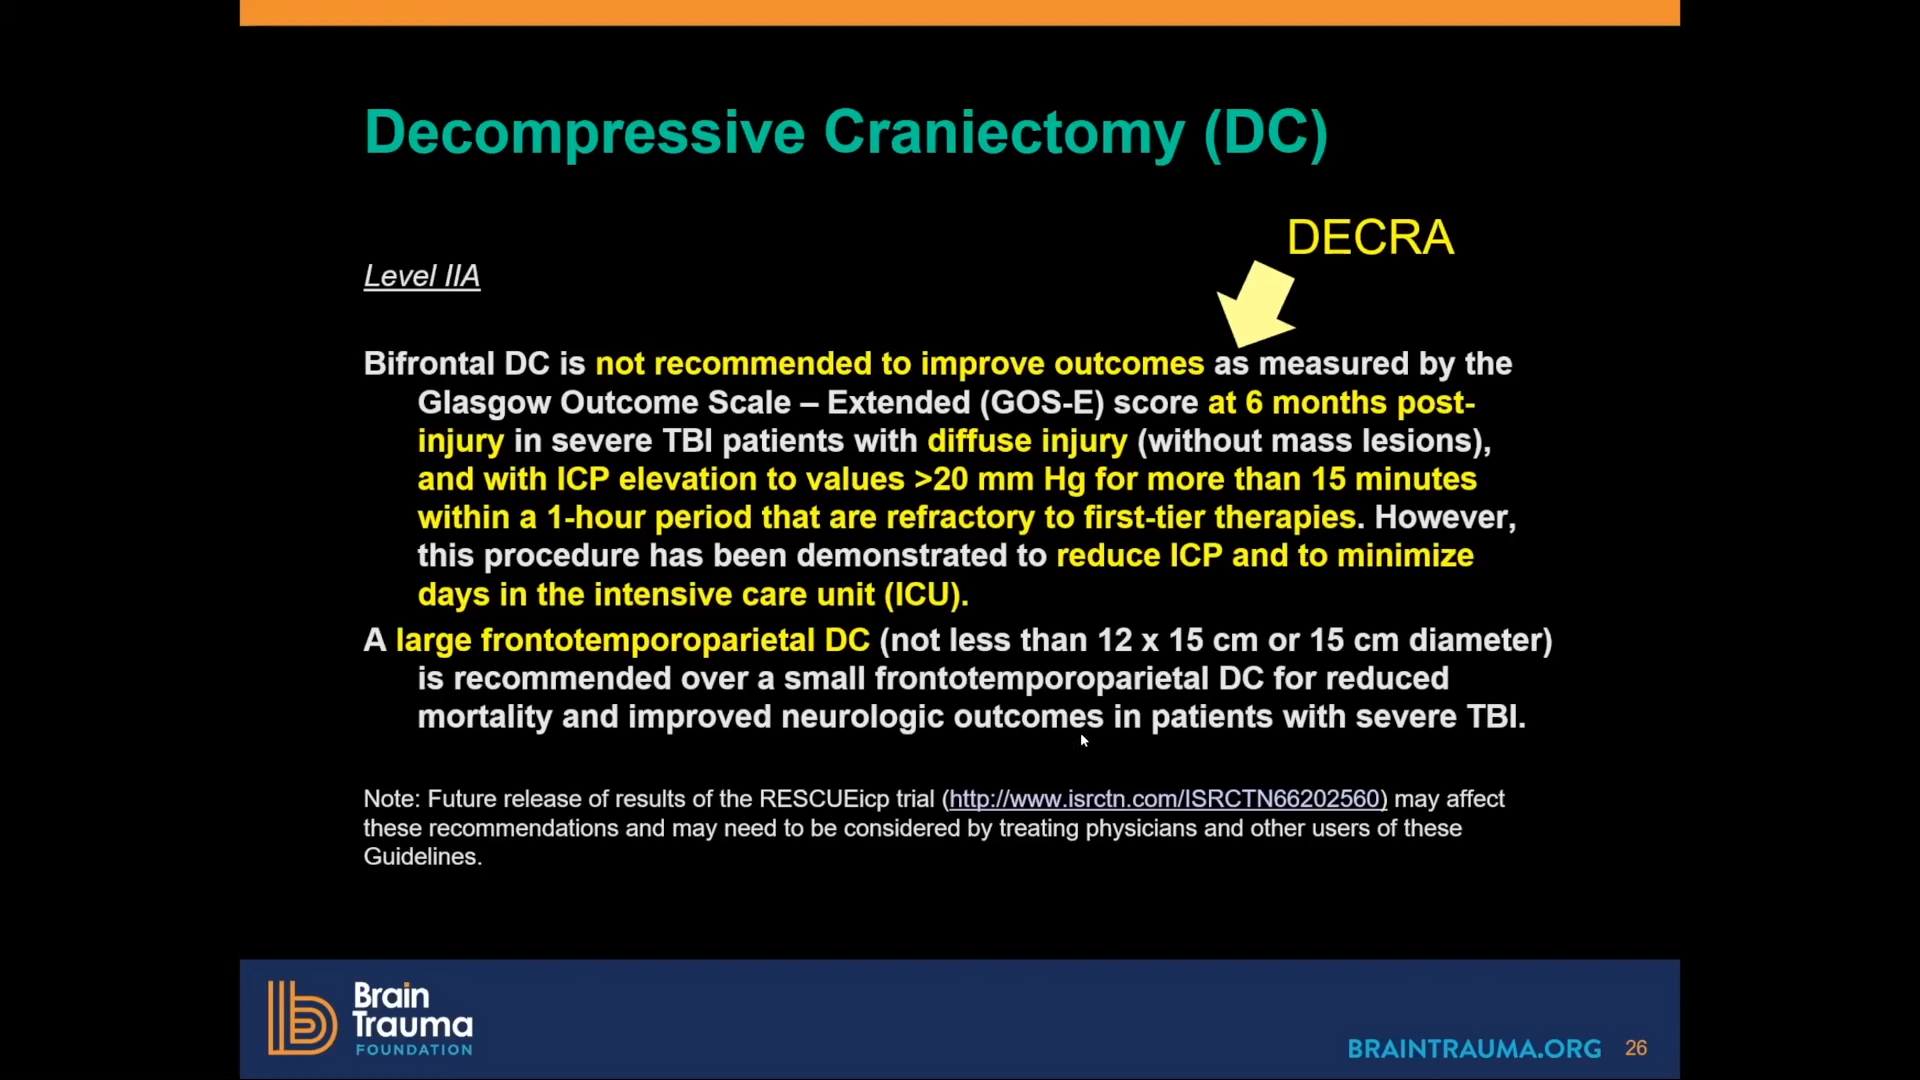 Decompressive Craniectomy (DC)
DECRA
Level IIA
Bifrontal DC is not recommended to improve outcomes as measured by the
Glasgow Outcome Scale – Extended (GOS-E) score at 6 months post-
injury in severe TBI patients with diffuse injury (without mass lesions),
and with ICP elevation to values >20 mm Hg for more than 15 minutes
within a 1-hour period that are refractory to first-tier therapies. However,
this procedure has been demonstrated to reduce ICP and to minimize
days in the intensive care unit (ICU).
A large frontotemporoparietal DC (not less than 12 x 15 cm or 15 cm diameter)
is recommended over a small frontotemporoparietal DC for reduced
mortality and improved neurologic outcomes in patients with severe TBI.
Note: Future release of results of the RESCUEicp trial (http://www.isrctn.com/ISRCTN66202560) may affect
these recommendations and may need to be considered by treating physicians and other users of these
Guidelines.
Brain
Trauma
FOUNDATION
BRAINTRAUMA.ORG 26